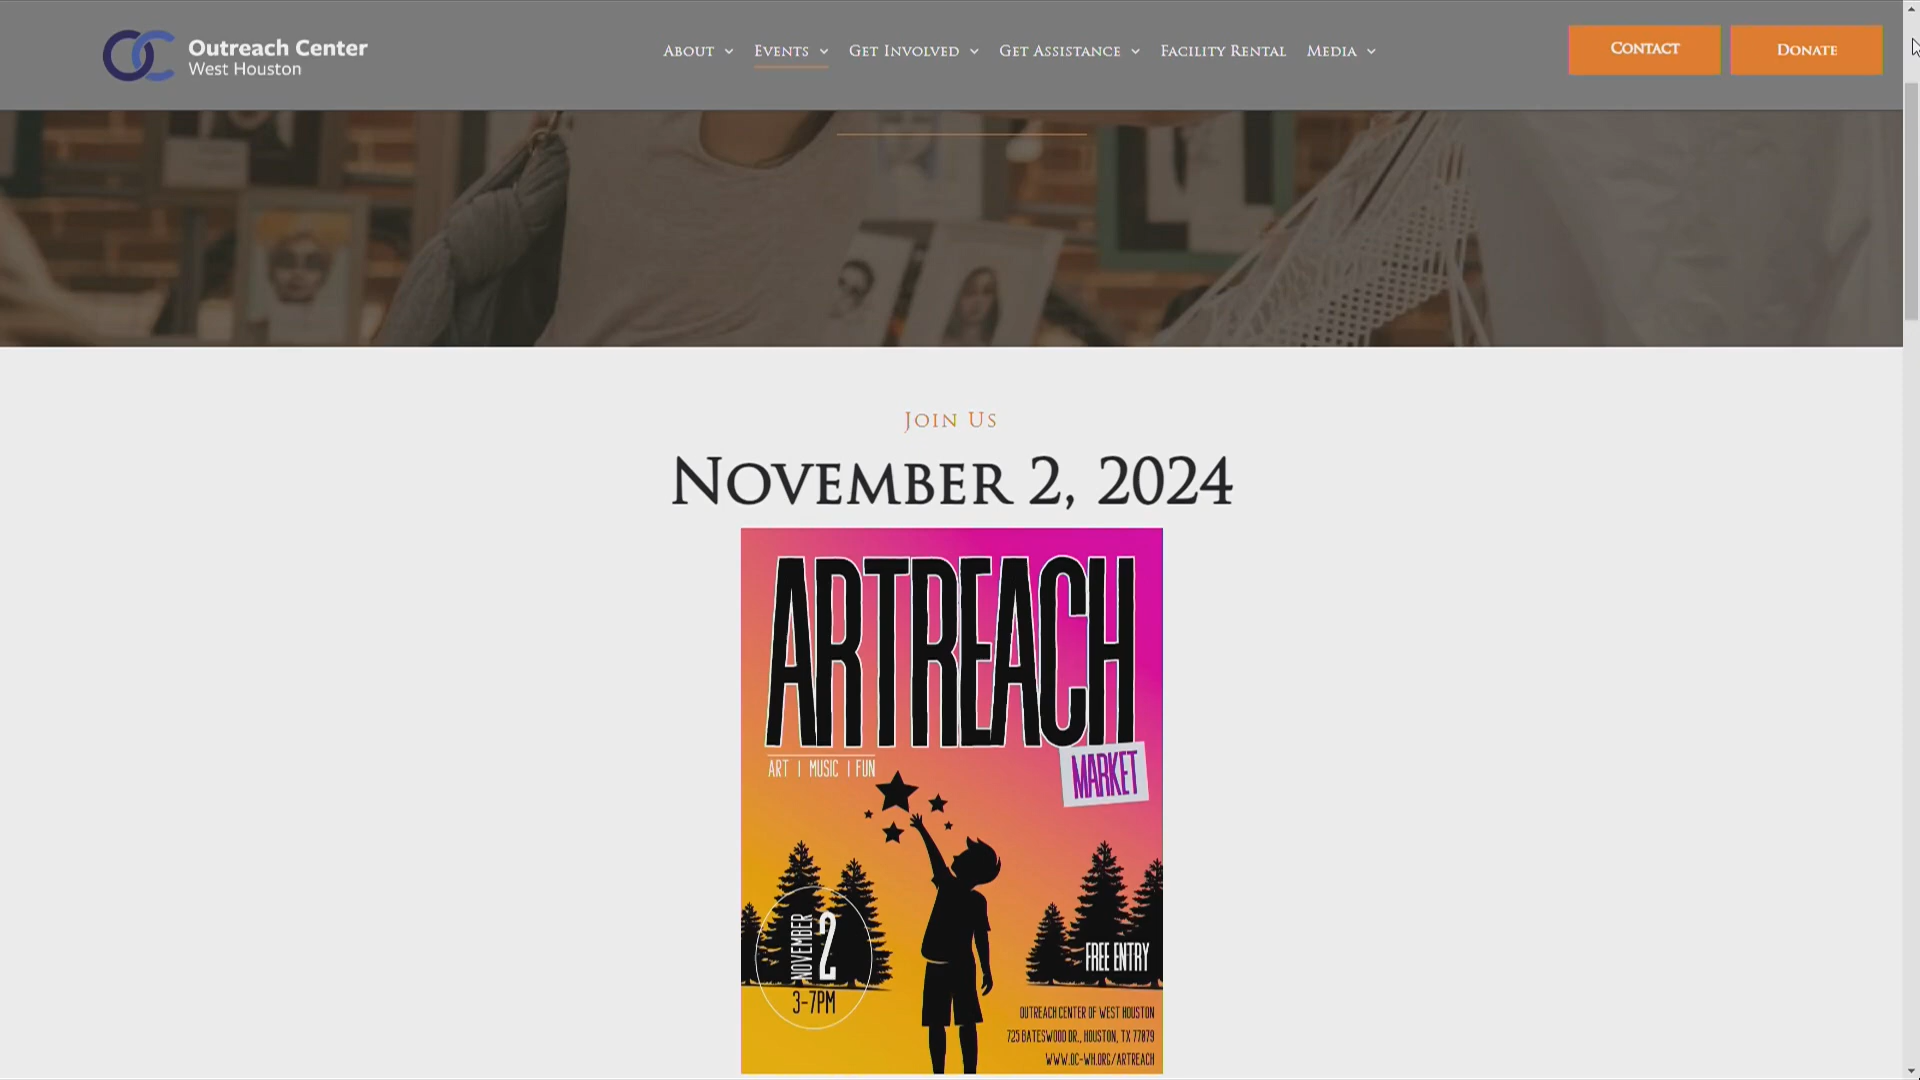 Outreach Center
West Houston
About
Events
Get Involved
Get Assistance
Facility Rental
Media
Contact
Donate
Join Us
November 2, 2024
ARTREACH
MARKET
ART | MUSIC | FUN
NOVEMBER 2
3-7PM
FREE ENTRY
OUTREACH CENTER OF WEST HOUSTON
725 BATESWOOD DR., HOUSTON, TX 77079
WWW.OC-WH.ORG/ARTREACH